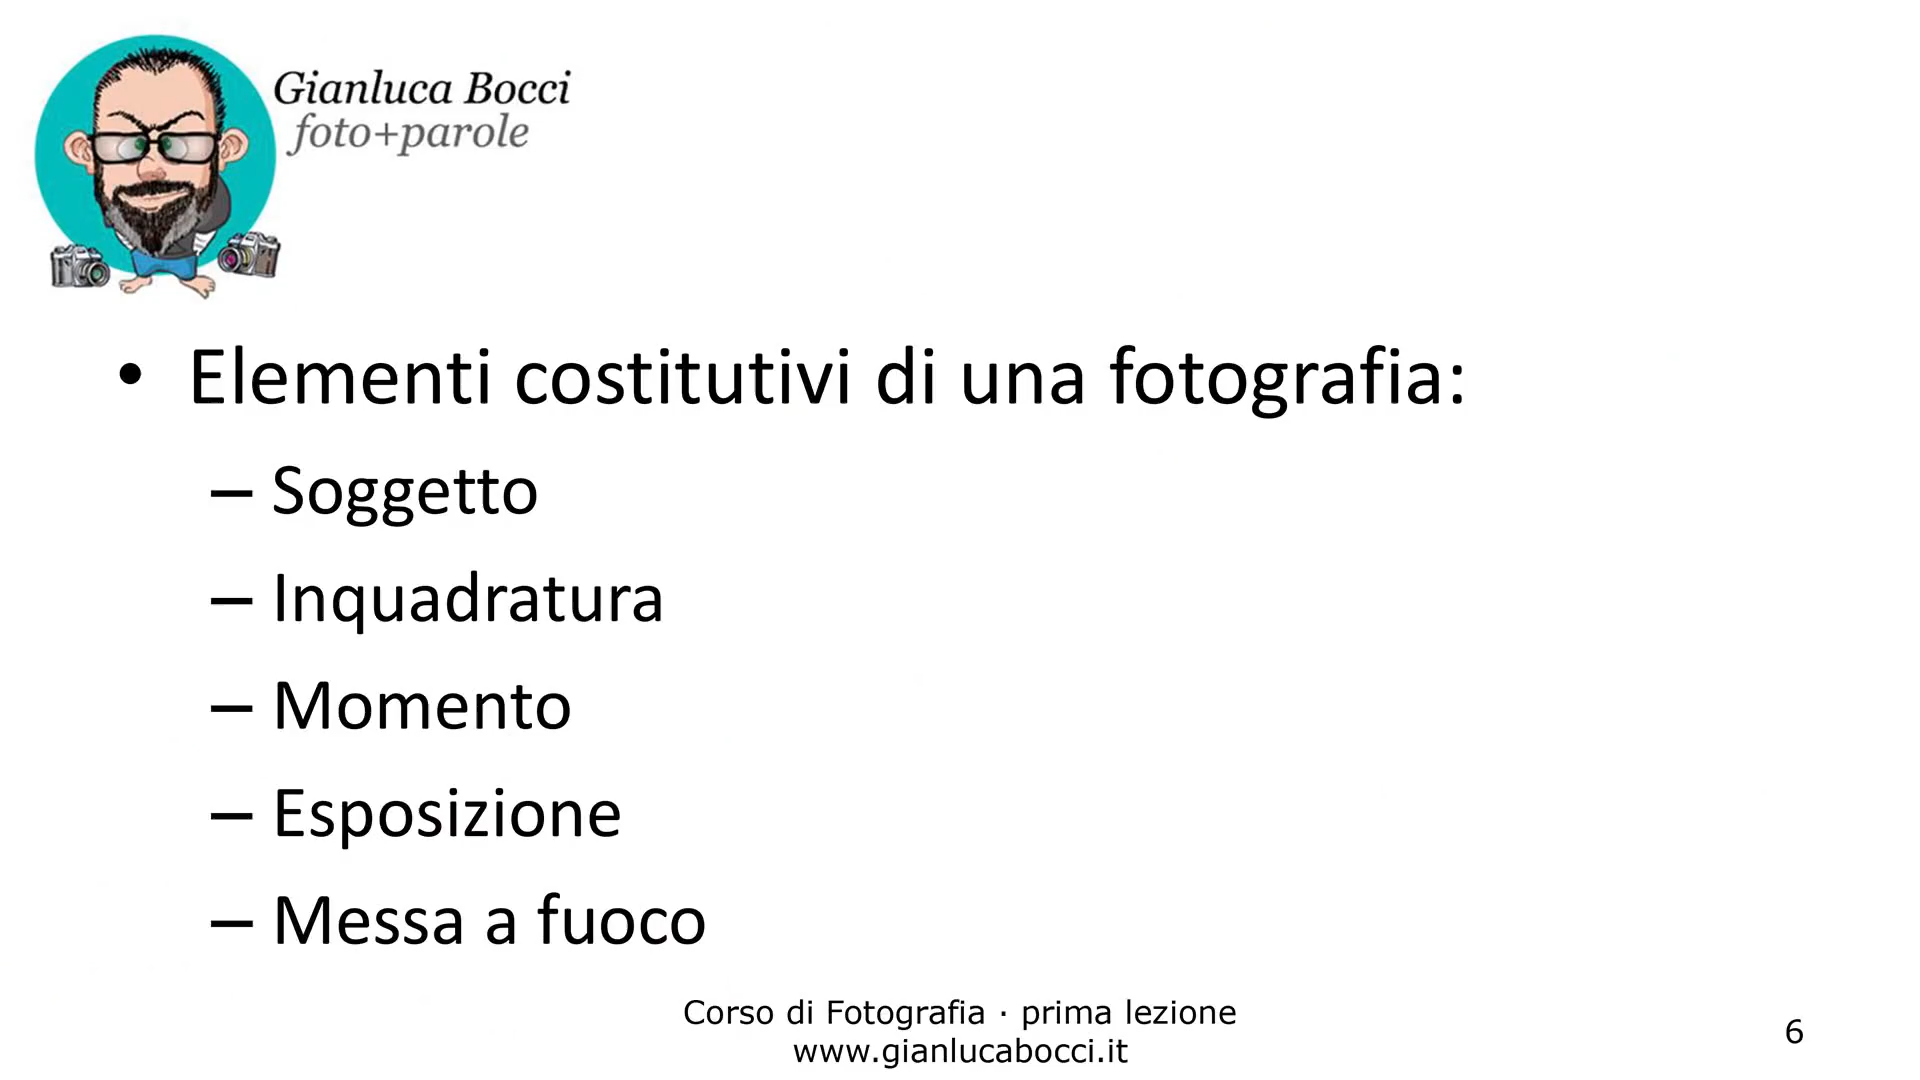 Gianluca Bocci
foto+parole
• Elementi costitutivi di una fotografia:
– Soggetto
– Inquadratura
– Momento
– Esposizione
– Messa a fuoco
Corso di Fotografia · prima lezione
www.gianlucabocci.it
6